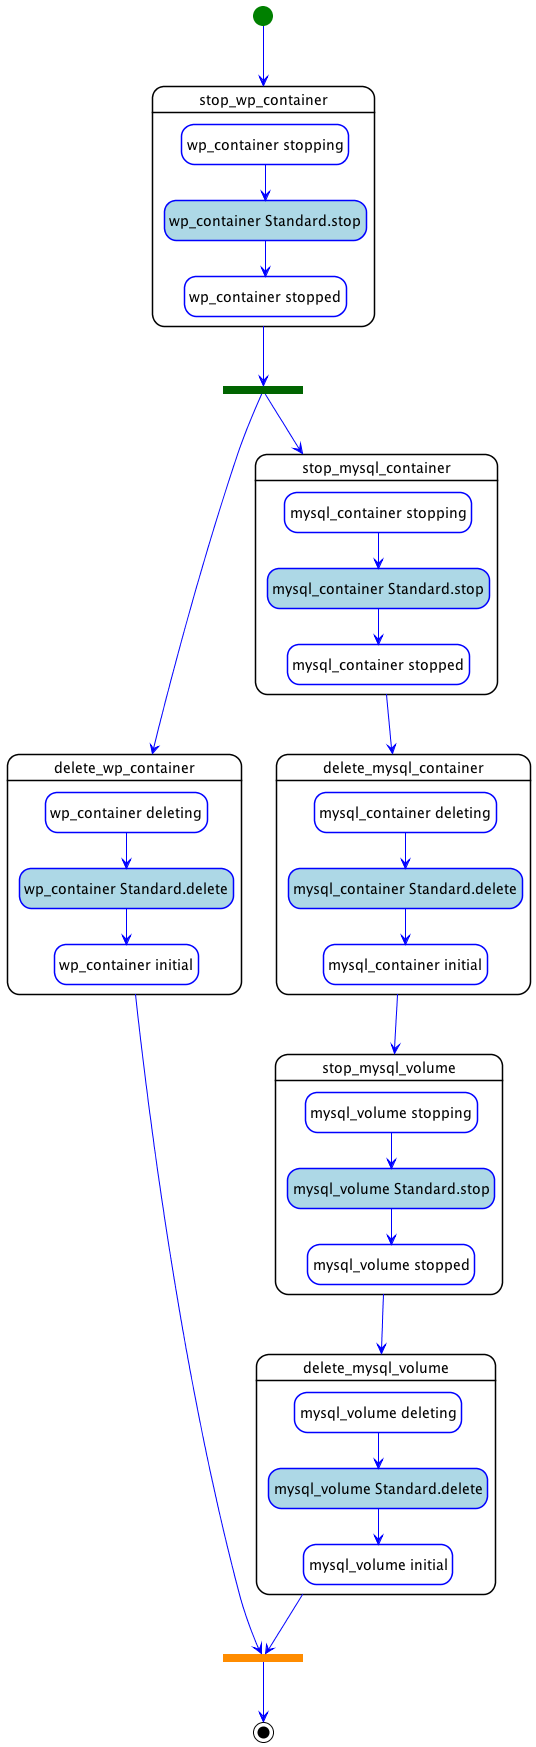 stop_wp_container
wp_container stopping
wp_container Standard.stop
wp_container stopped
stop_mysql_container
mysql_container stopping
mysql_container Standard.stop
mysql_container stopped
delete_wp_container
wp_container deleting
wp_container Standard.delete
wp_container initial
delete_mysql_container
mysql_container deleting
mysql_container Standard.delete
mysql_container initial
stop_mysql_volume
mysql_volume stopping
mysql_volume Standard.stop
mysql_volume stopped
delete_mysql_volume
mysql_volume deleting
mysql_volume Standard.delete
mysql_volume initial